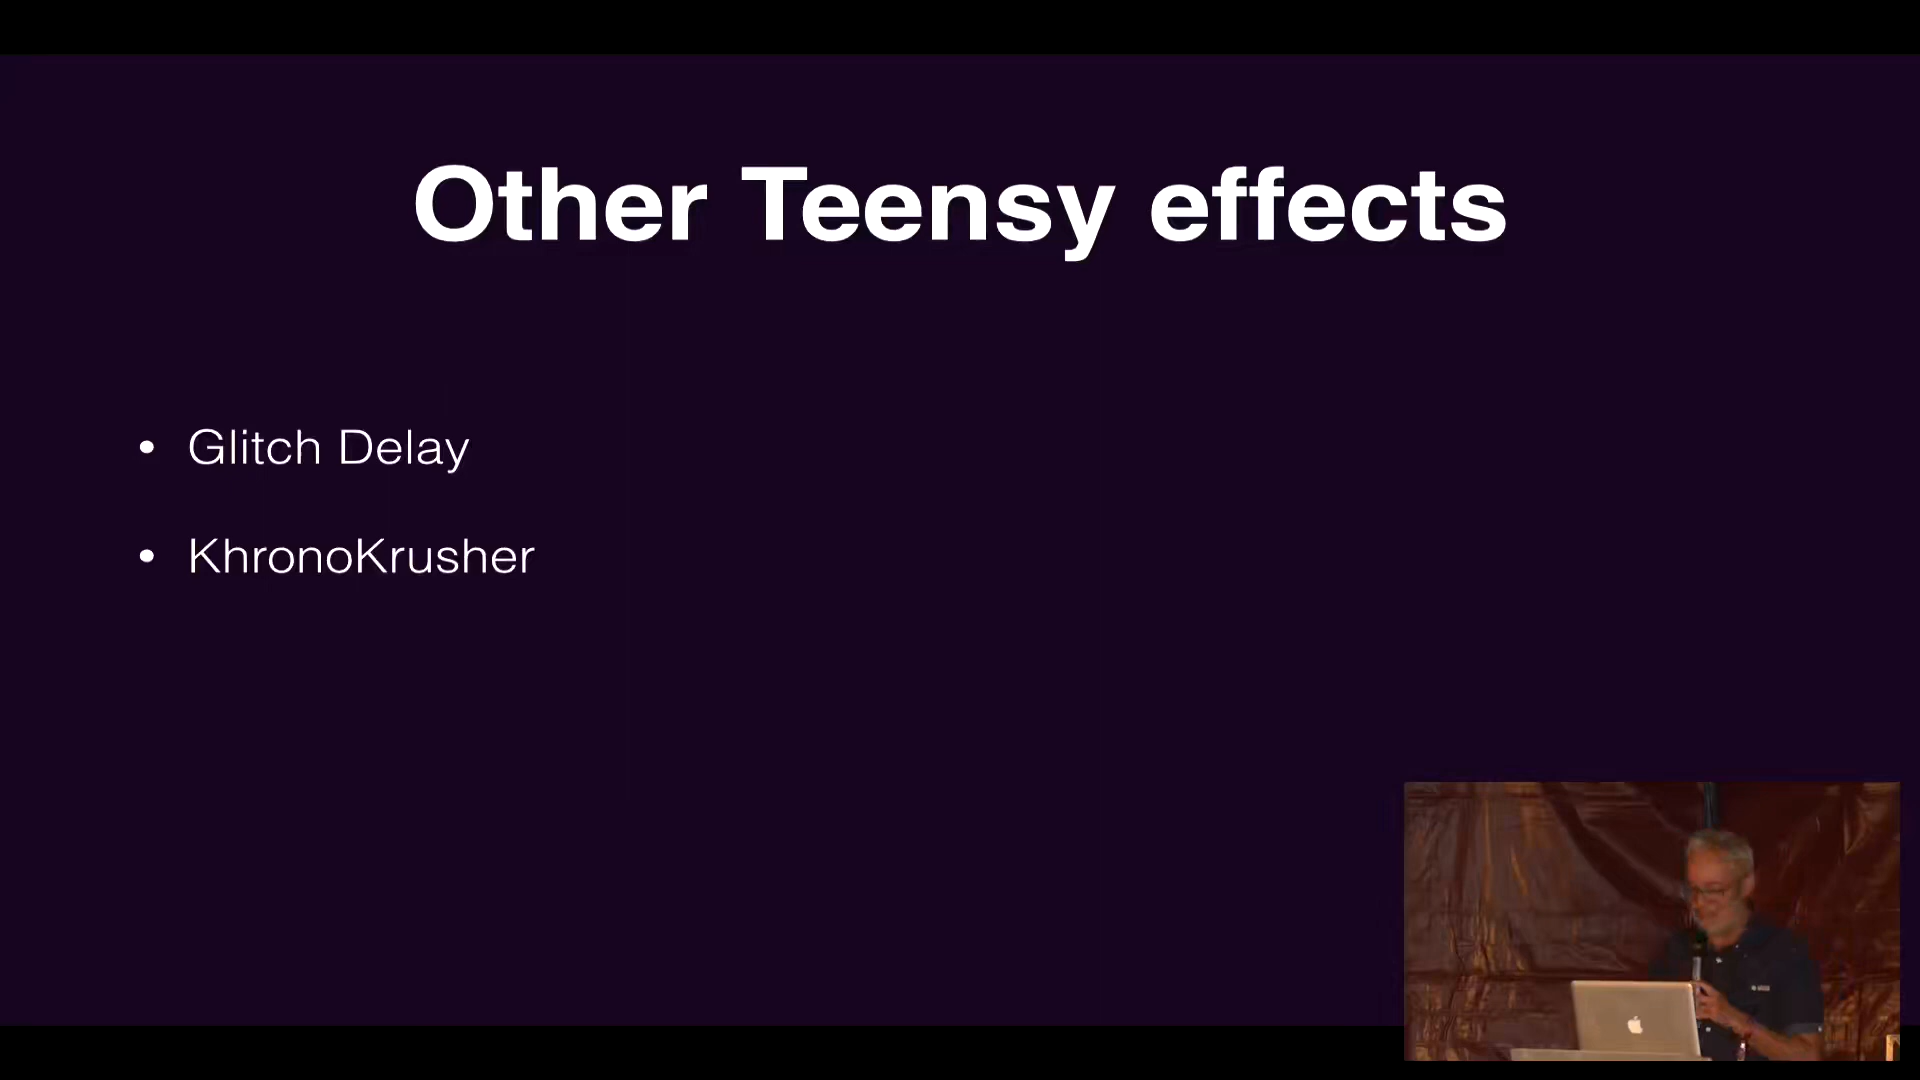 Other Teensy effects
• Glitch Delay
• KhronoKrusher